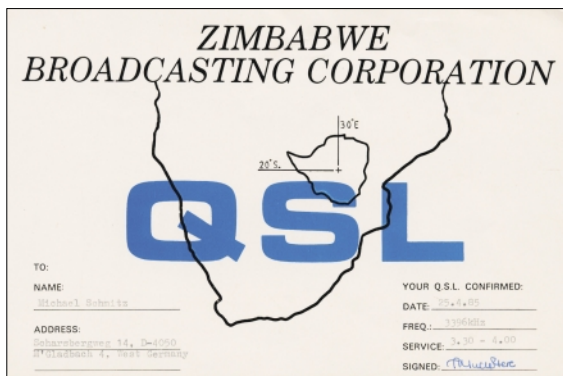 ZIMBABWE
BROADCASTING CORPORATION
30°E
20°S.
QSL
TO:
NAME:
Michael Schmitz
ADDRESS:
Scharsbergweg 14, D-4050
M'Gladbach 4, West Germany
YOUR Q.S.L. CONFIRMED:
DATE: 25.4.85
FREQ.: 3396kHz
SERVICE: 3.30 - 4.00
SIGNED: